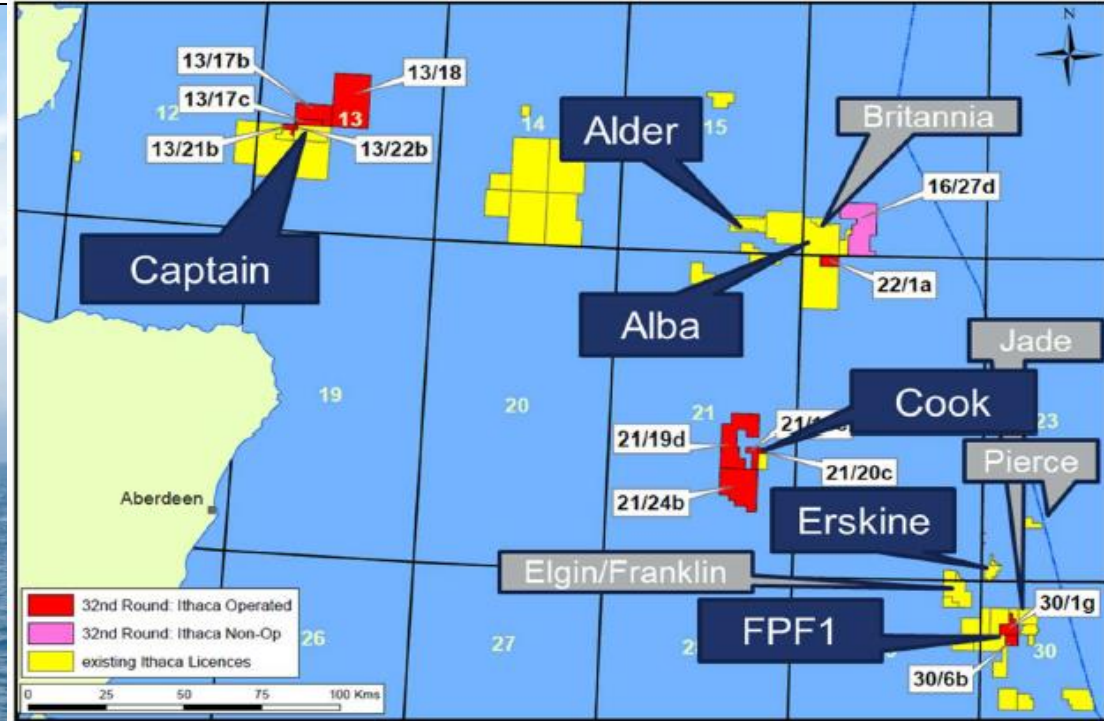 N
13/17b
13/18
13/17c
12
13
14
15
13/21b
13/22b
Alder
Britannia
16/27d
Captain
22/1a
Alba
Jade
19
20
21
Cook
23
21/19d
21/20c
Pierce
21/24b
Aberdeen
Erskine
Elgin/Franklin
30/1g
FPF1
26
27
30
30/6b
32nd Round: Ithaca Operated
32nd Round: Ithaca Non-Op
existing Ithaca Licences
0 25 50 75 100 Kms